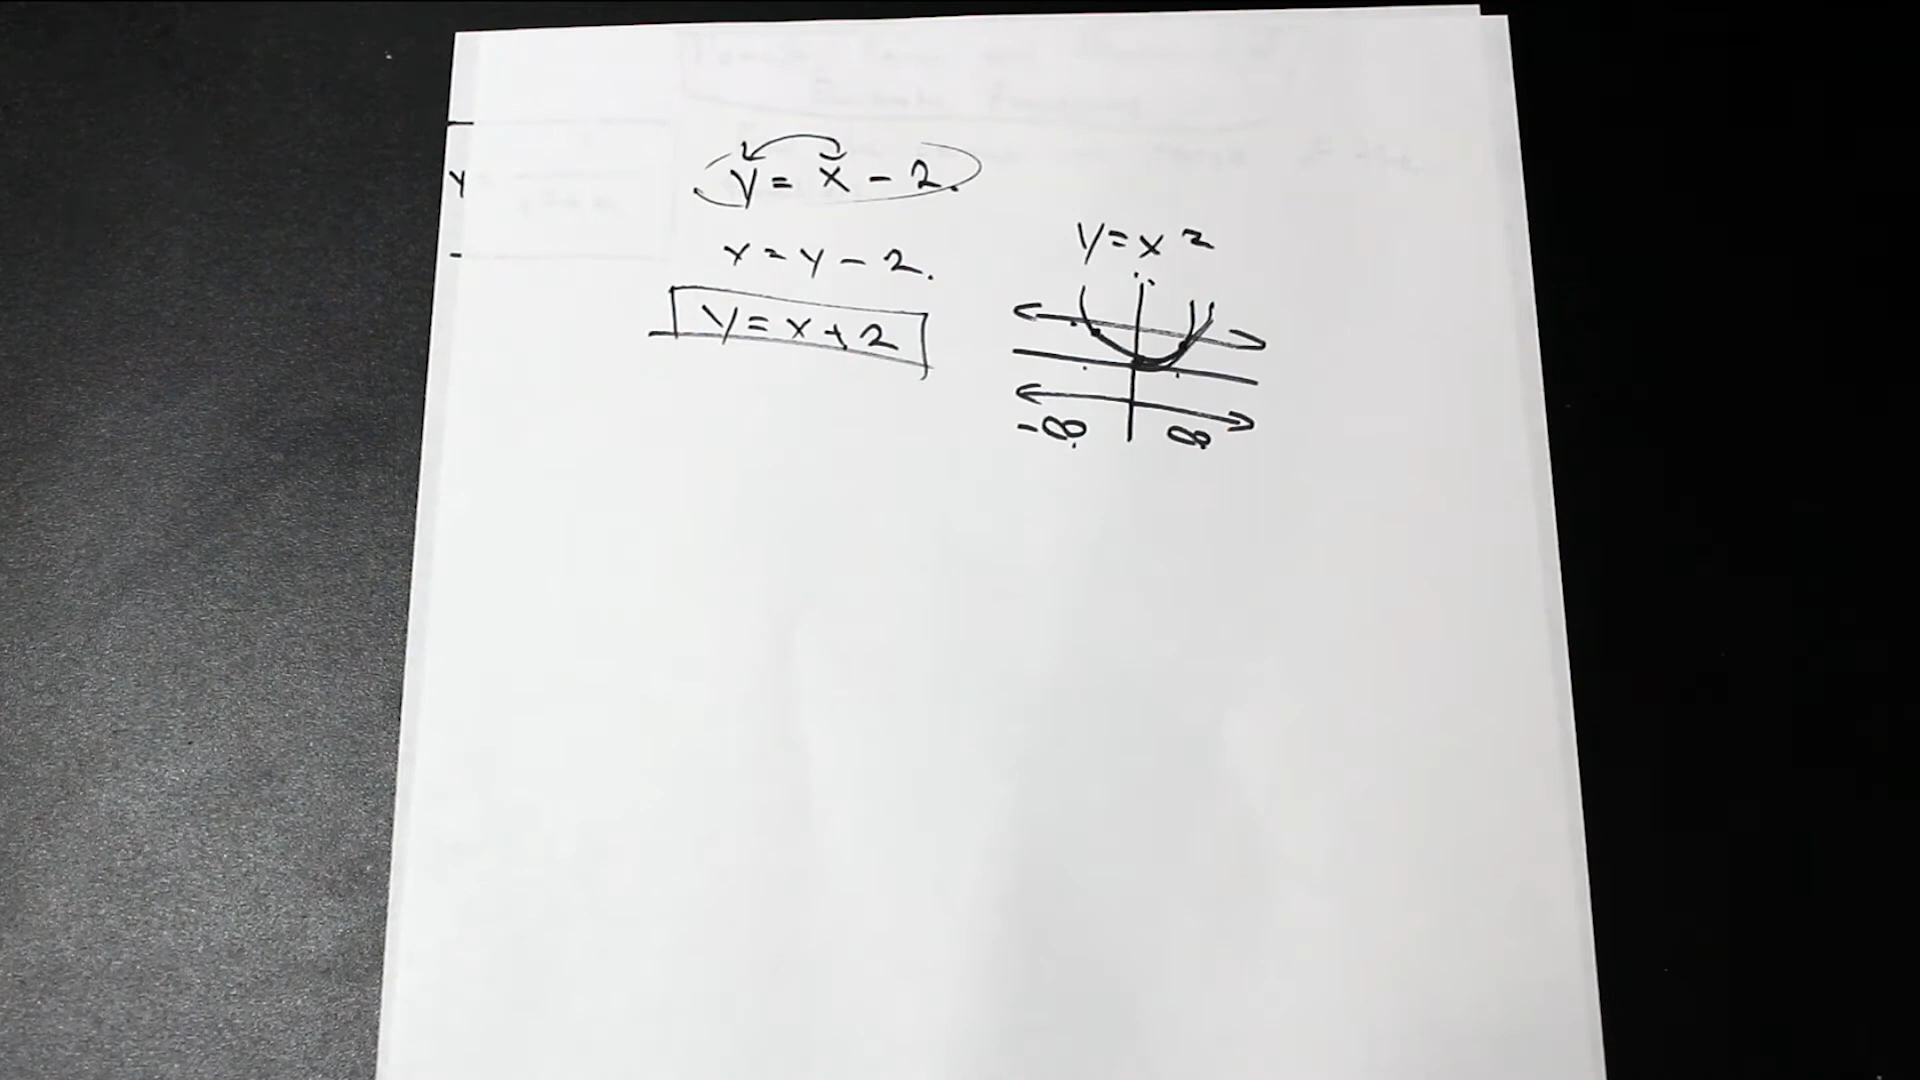 y = x - 2.
x = y - 2.
y = x + 2
y = x 2
-∞ ∞
Y